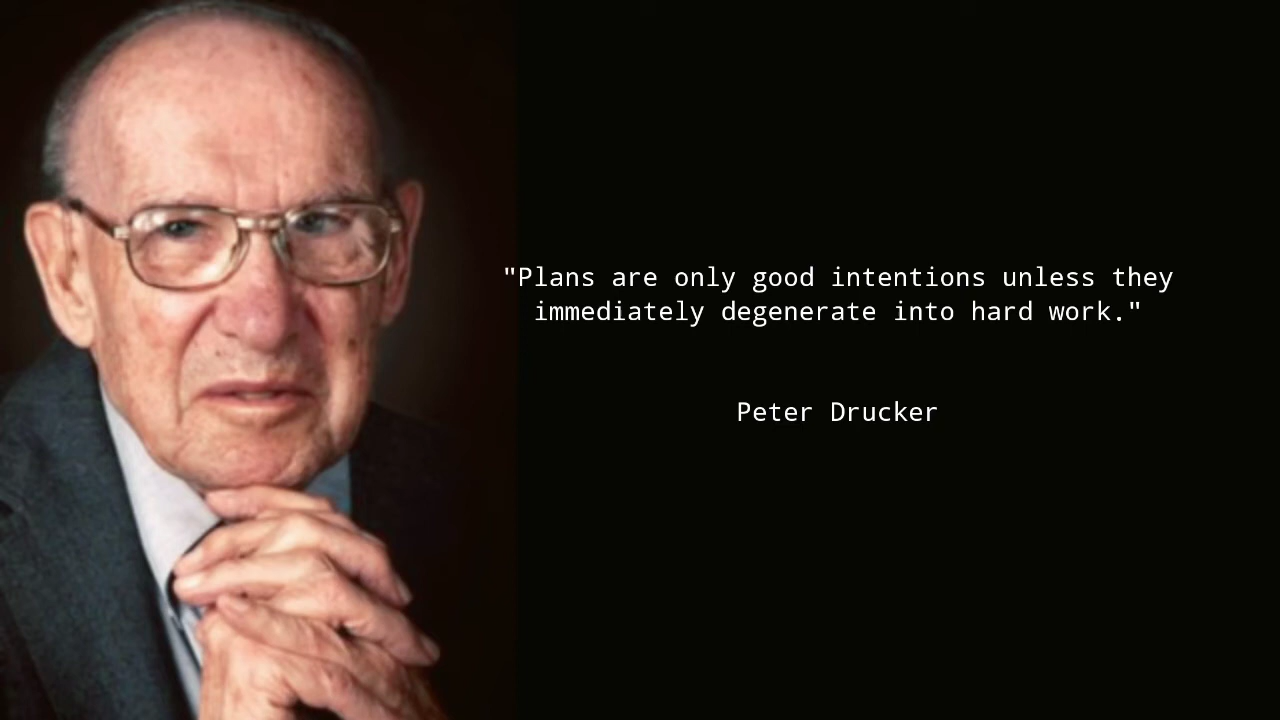 "Plans are only good intentions unless they
immediately degenerate into hard work."
Peter Drucker